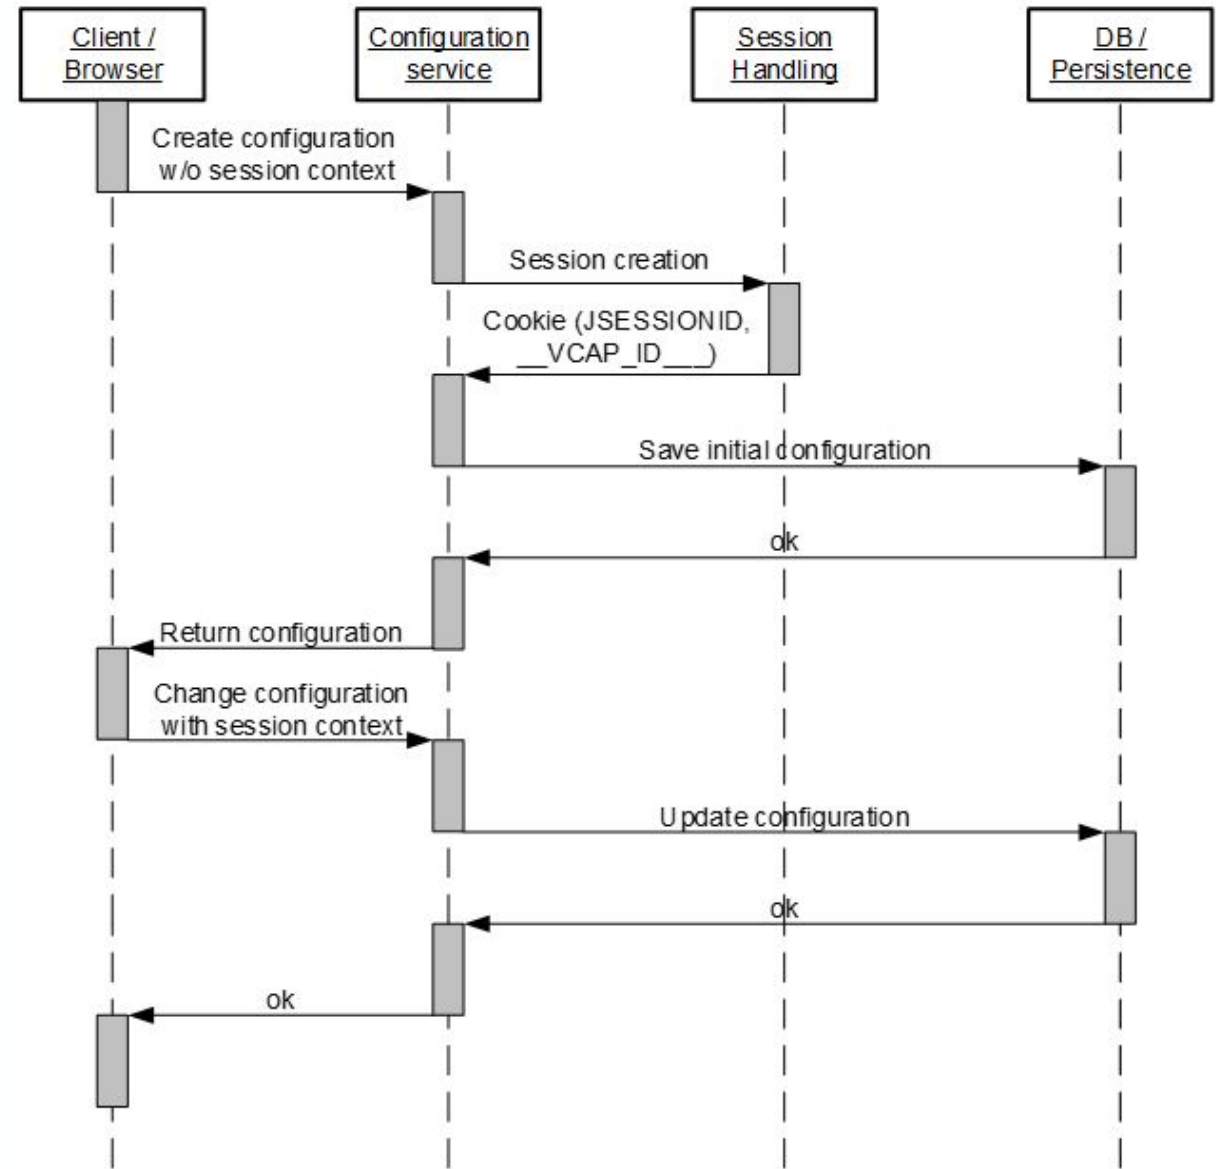 Client /
Browser
Configuration
service
Session
Handling
DB /
Persistence
Create configuration
w/o session context
Session creation
Cookie (JSESSIONID,
__VCAP_ID___)
Save initial configuration
ok
Return configuration
Change configuration
with session context
Update configuration
ok
ok